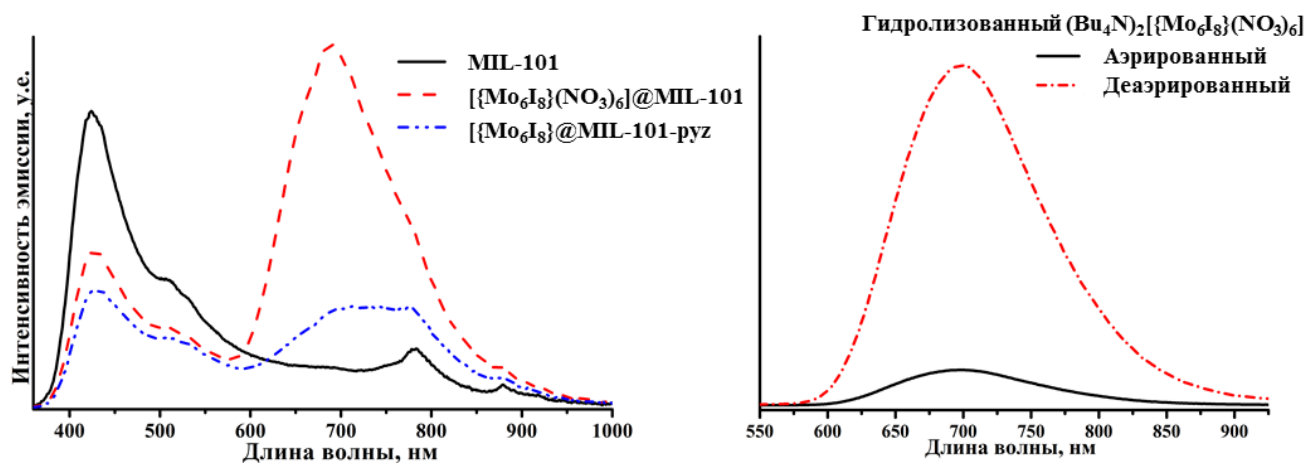 Интенсивность эмиссии, у.е.
MIL-101
[{Mo₆I₈}(NO₃)₆]@MIL-101
[{Mo₆I₈}@MIL-101-pyz
400 500 600 700 800 900 1000
Длина волны, нм
Гидролизованный (Bu₄N)₂[{Mo₆I₈}(NO₃)₆]
Аэрированный
Деаэрированный
550 600 650 700 750 800 850 900
Длина волны, нм